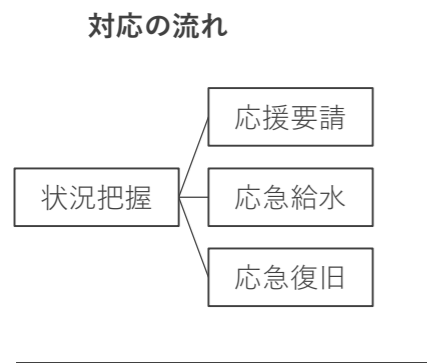 対応の流れ
応援要請
状況把握
応急給水
応急復旧